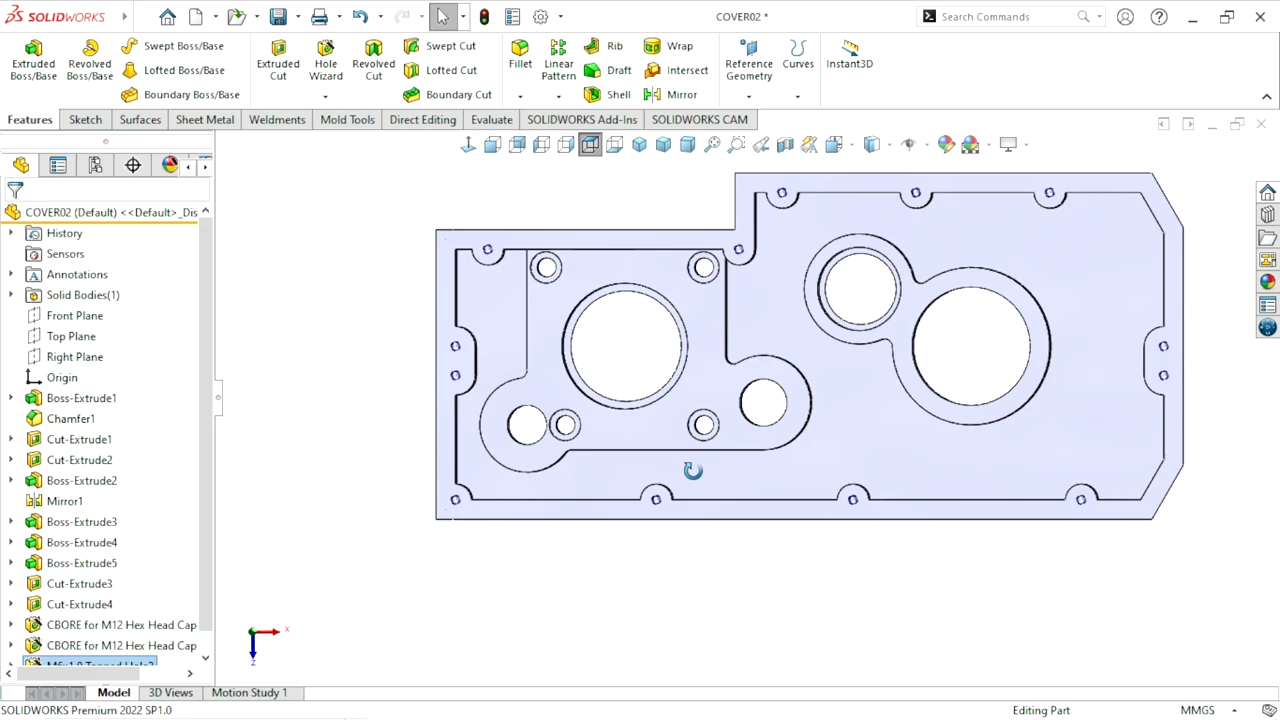 SOLIDWORKS
COVER02 *
Search Commands
Extruded Boss/Base
Revolved Boss/Base
Swept Boss/Base
Lofted Boss/Base
Boundary Boss/Base
Extruded Cut
Hole Wizard
Revolved Cut
Swept Cut
Lofted Cut
Boundary Cut
Fillet
Linear Pattern
Rib
Draft
Shell
Wrap
Intersect
Mirror
Reference Geometry
Curves
Instant3D
Features
Sketch
Surfaces
Sheet Metal
Weldments
Mold Tools
Direct Editing
Evaluate
SOLIDWORKS Add-Ins
SOLIDWORKS CAM
COVER02 (Default) <<Default>_Dis
History
Sensors
Annotations
Solid Bodies(1)
Front Plane
Top Plane
Right Plane
Origin
Boss-Extrude1
Chamfer1
Cut-Extrude1
Cut-Extrude2
Boss-Extrude2
Mirror1
Boss-Extrude3
Boss-Extrude4
Boss-Extrude5
Cut-Extrude3
Cut-Extrude4
CBORE for M12 Hex Head Cap
CBORE for M12 Hex Head Cap
X
Z
Model
3D Views
Motion Study 1
SOLIDWORKS Premium 2022 SP1.0
Editing Part
MMGS